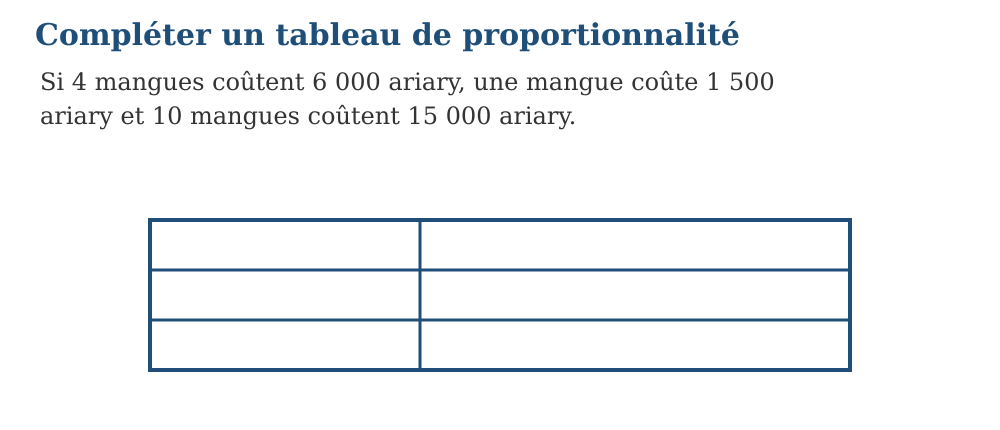 Compléter un tableau de proportionnalité
Si 4 mangues coûtent 6 000 ariary, une mangue coûte 1 500
ariary et 10 mangues coûtent 15 000 ariary.